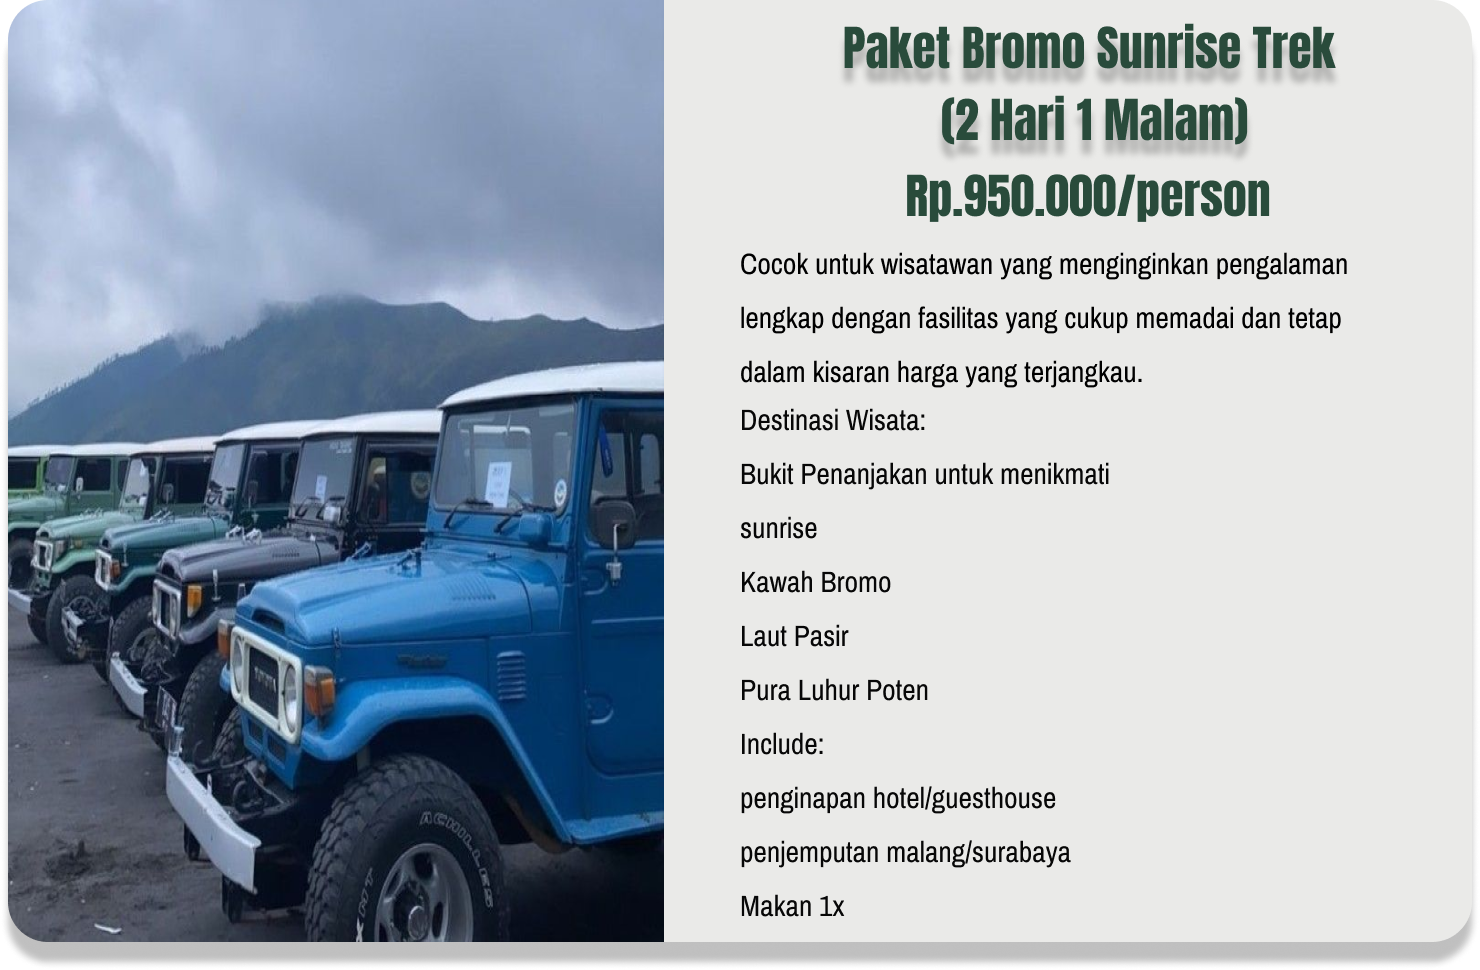 Paket Bromo Sunrise Trek
(2 Hari 1 Malam)
Rp.950.000/person
Cocok untuk wisatawan yang menginginkan pengalaman
lengkap dengan fasilitas yang cukup memadai dan tetap
dalam kisaran harga yang terjangkau.
Destinasi Wisata:
Bukit Penanjakan untuk menikmati
sunrise
Kawah Bromo
Laut Pasir
Pura Luhur Poten
Include:
penginapan hotel/guesthouse
penjemputan malang/surabaya
Makan 1x
TOYOTA
ACHILLES